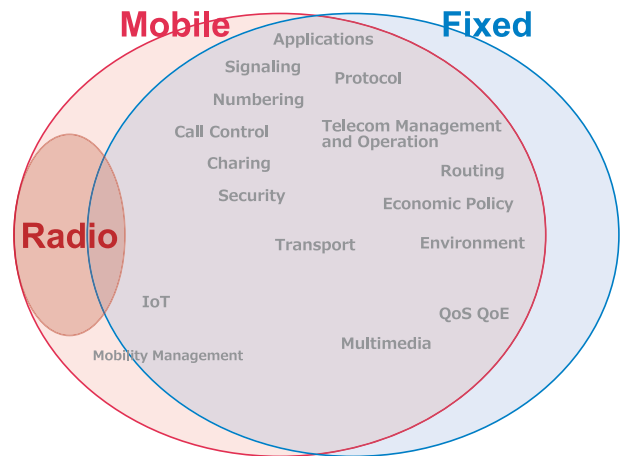 Mobile
Fixed
Applications
Signaling
Protocol
Numbering
Call Control
Telecom Management
and Operation
Charing
Routing
Security
Economic Policy
Radio
Transport
Environment
IoT
QoS QoE
Multimedia
Mobility Management